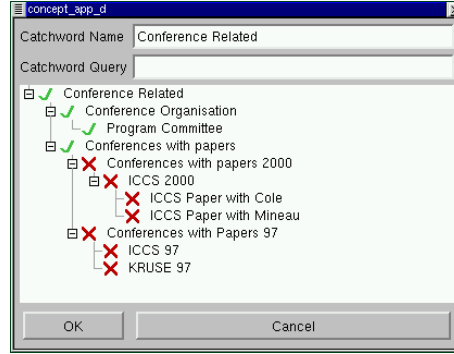 concept_app_d
Catchword Name Conference Related
Catchword Query
Conference Related
Conference Organisation
Program Committee
Conferences with papers
Conferences with papers 2000
ICCS 2000
ICCS Paper with Cole
ICCS Paper with Mineau
Conferences with Papers 97
ICCS 97
KRUSE 97
OK Cancel